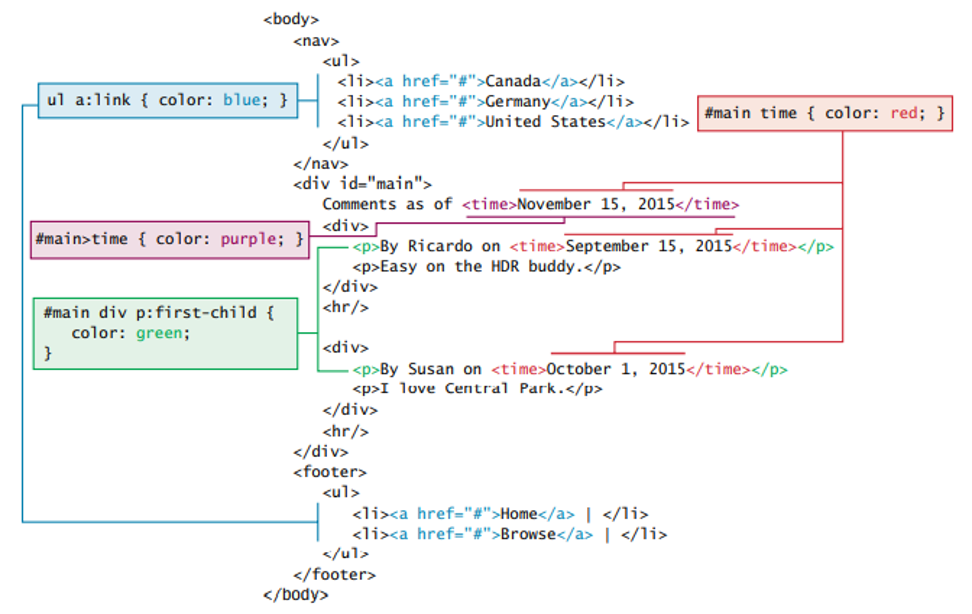 <body>
<nav>
<ul>
<li><a href="#">Canada</a></li>
ul a:link { color: blue; }
<li><a href="#">Germany</a></li>
#main time { color: red; }
<li><a href="#">United States</a></li>
</ul>
</nav>
<div id="main">
Comments as of <time>November 15, 2015</time>
<div>
#main>time { color: purple; }
<p>By Ricardo on <time>September 15, 2015</time></p>
<p>Easy on the HDR buddy.</p>
</div>
<hr/>
#main div p:first-child {
color: green;
}
<div>
<p>By Susan on <time>October 1, 2015</time></p>
<p>I love Central Park.</p>
</div>
<hr/>
</div>
<footer>
<ul>
<li><a href="#">Home</a> | </li>
<li><a href="#">Browse</a> | </li>
</ul>
</footer>
</body>